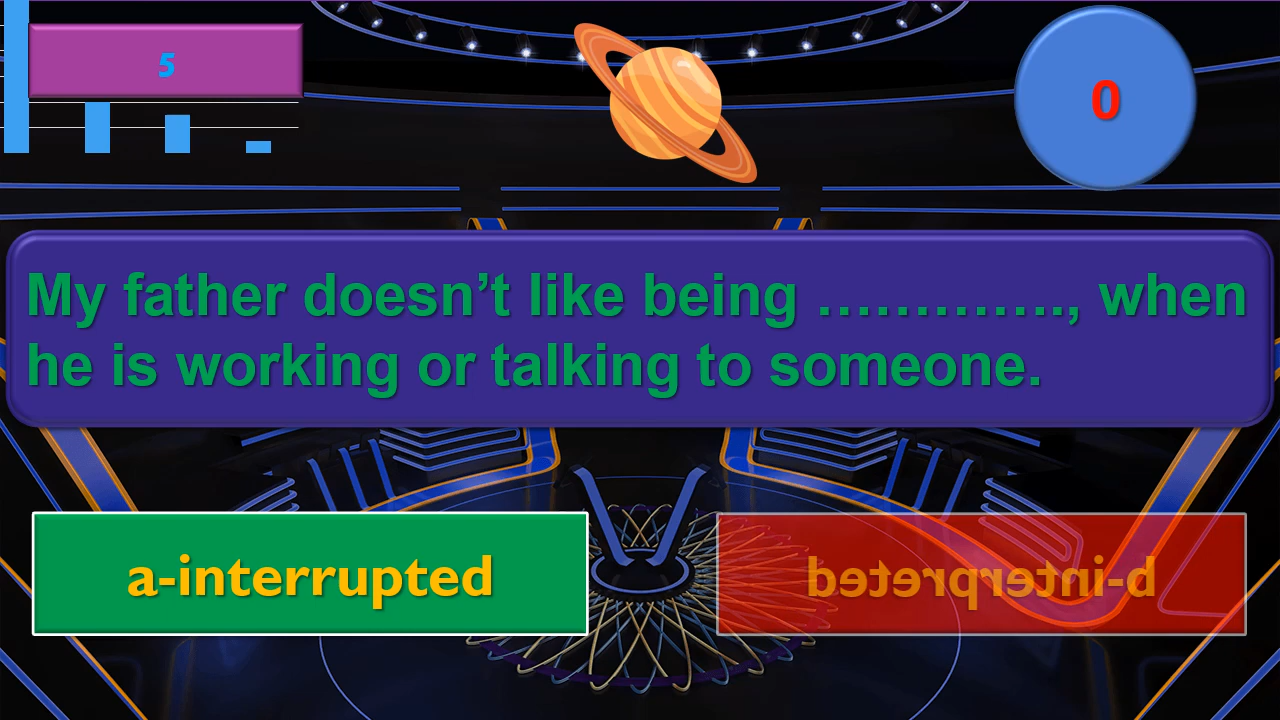 5
0
My father doesn’t like being …………., when
he is working or talking to someone.
a-interrupted
b-interpreted